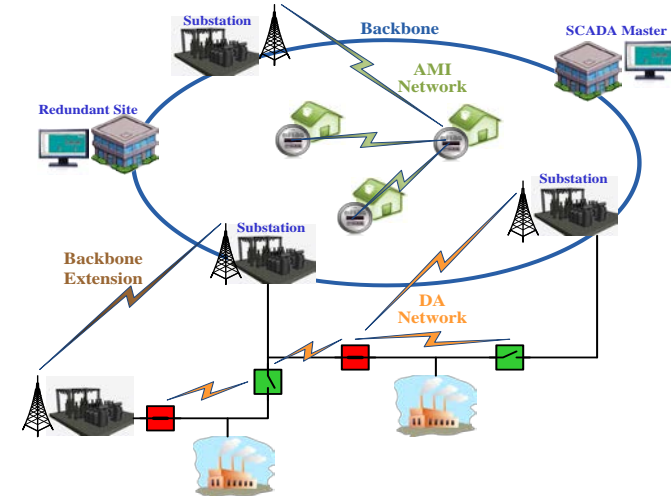 Substation
Backbone
SCADA Master
AMI
Network
Redundant Site
Substation
Substation
Backbone
Extension
DA
Network